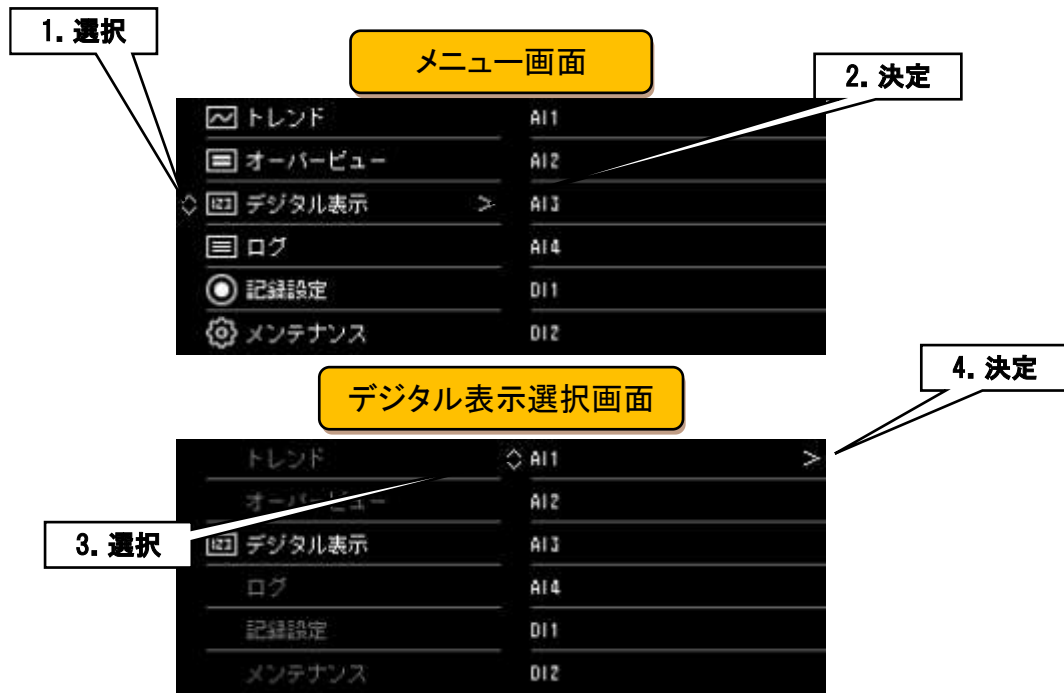 1. 選択
メニュー画面
2. 決定
トレンド AI1
オーバービュー AI2
デジタル表示 > AI3
ログ AI4
記録設定 DI1
メンテナンス DI2
デジタル表示選択画面
4. 決定
トレンド AI1 >
オーバービュー AI2
3. 選択
デジタル表示 AI3
ログ AI4
記録設定 DI1
メンテナンス DI2